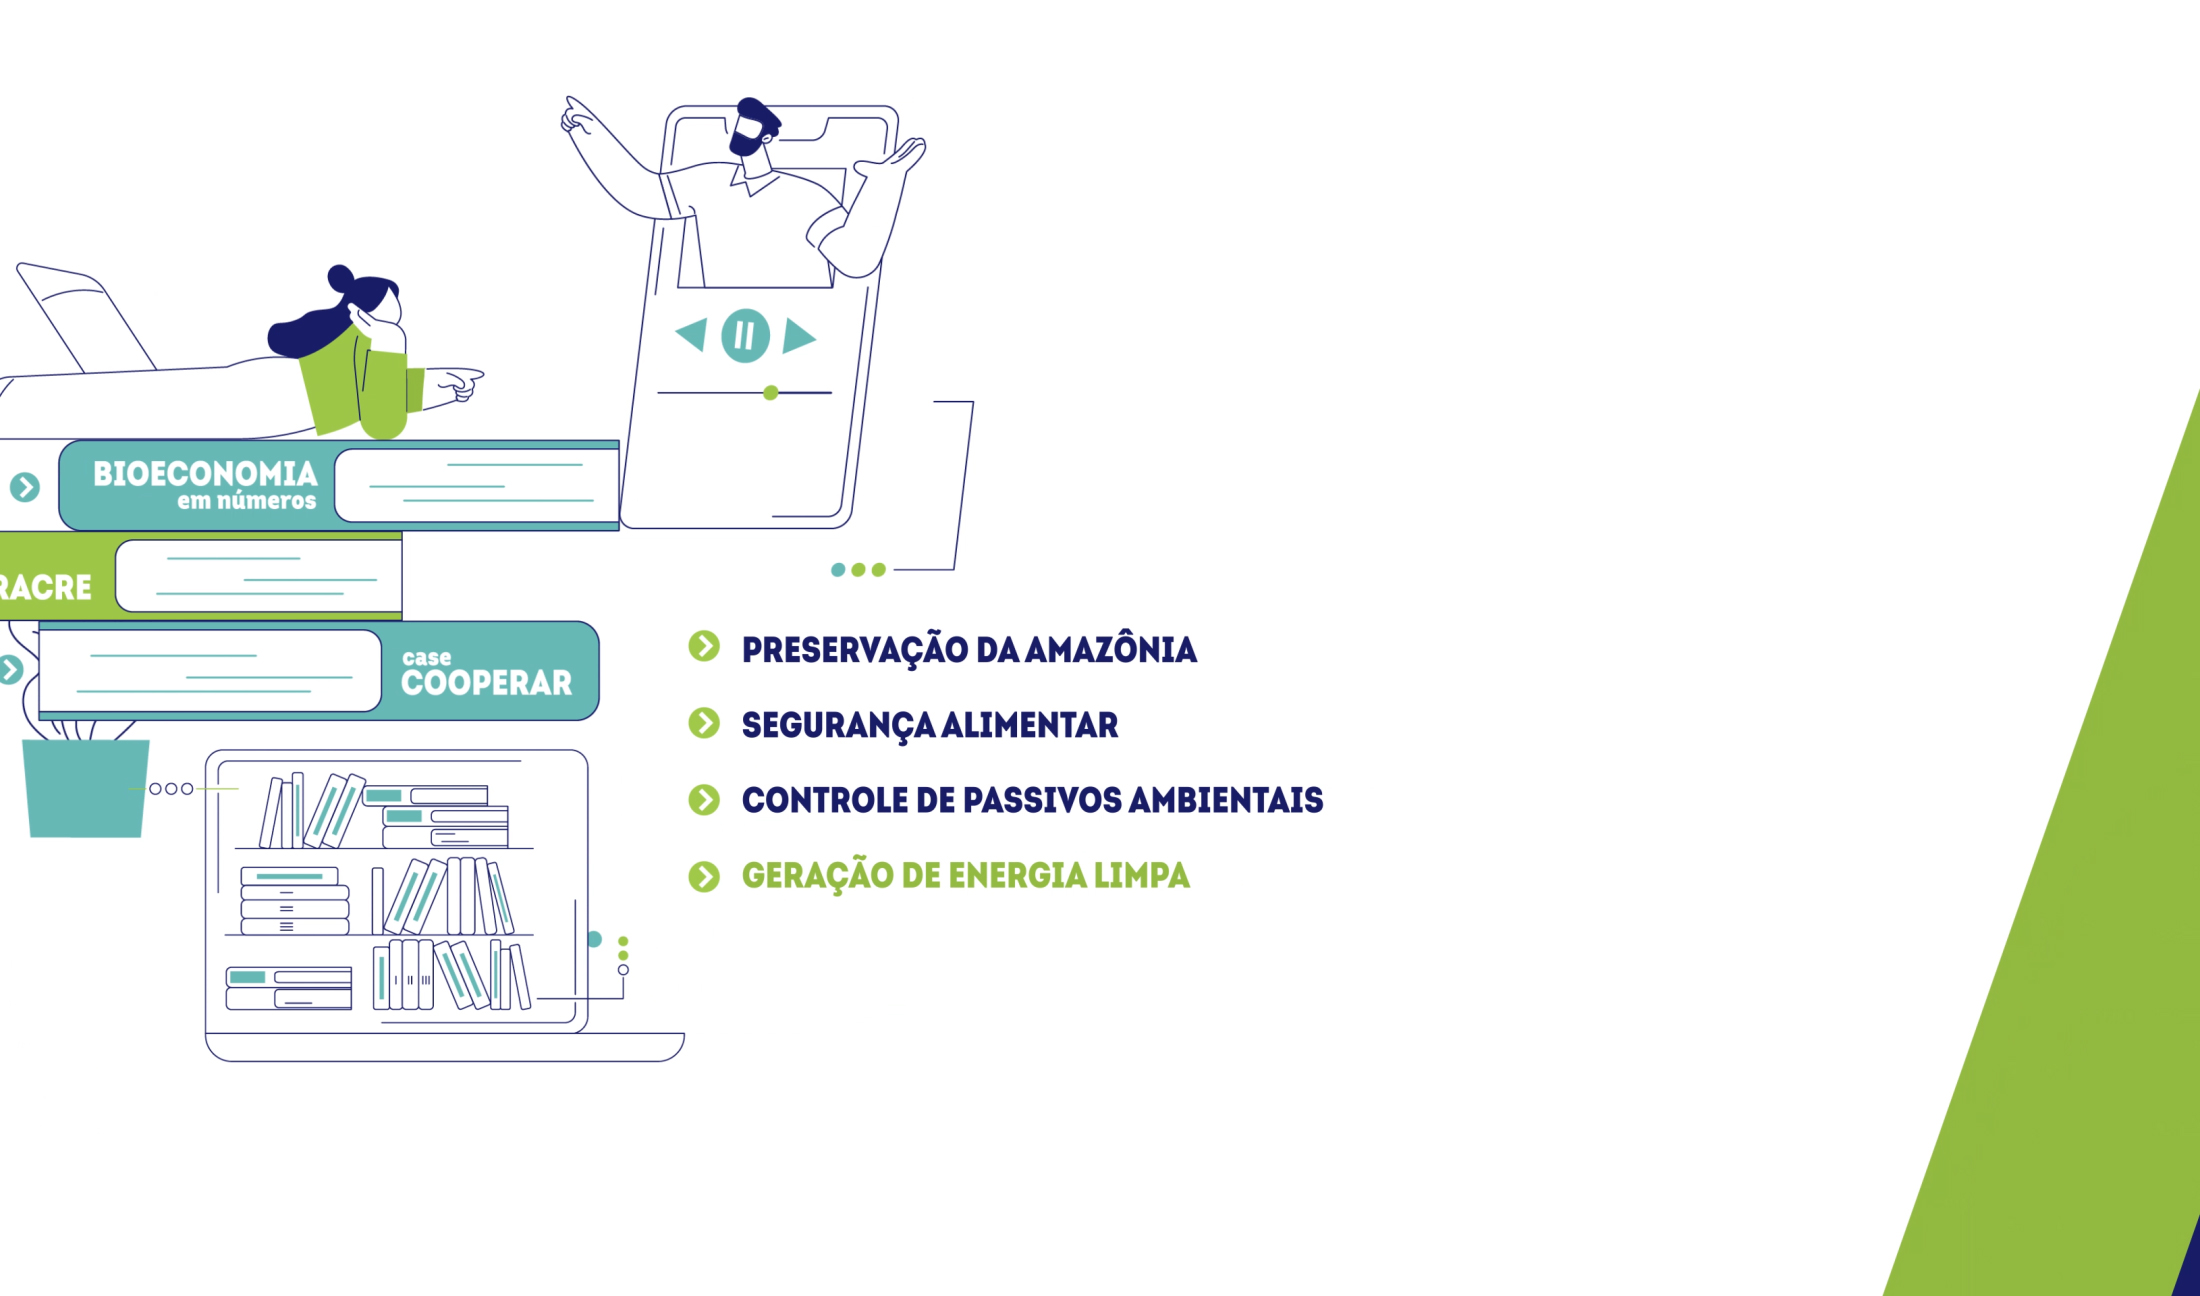 BIOECONOMIA
em números
RACRE
case
COOPERAR
PRESERVAÇÃO DA AMAZÔNIA
SEGURANÇA ALIMENTAR
CONTROLE DE PASSIVOS AMBIENTAIS
GERAÇÃO DE ENERGIA LIMPA